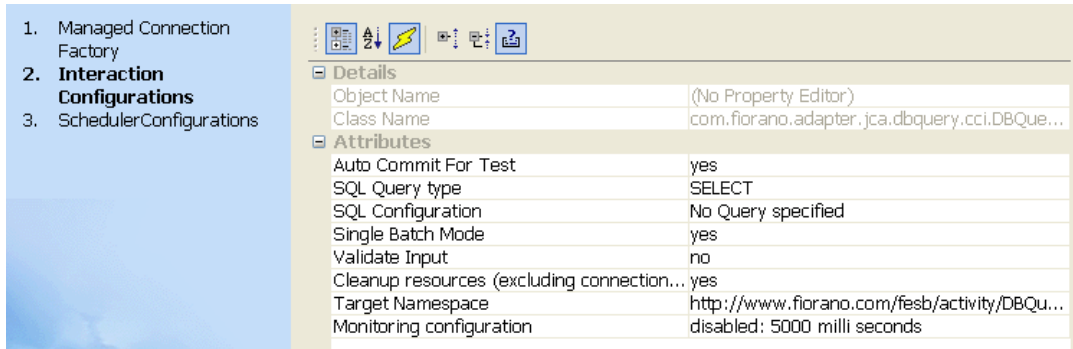 1. Managed Connection
Factory
2. Interaction
Configurations
3. SchedulerConfigurations
Details
Object Name (No Property Editor)
Class Name com.fiorano.adapter.jca.dbquery.cci.DBQue...
Attributes
Auto Commit For Test yes
SQL Query type SELECT
SQL Configuration No Query specified
Single Batch Mode yes
Validate Input no
Cleanup resources (excluding connection... yes
Target Namespace http://www.fiorano.com/fesb/activity/DBQu...
Monitoring configuration disabled: 5000 milli seconds